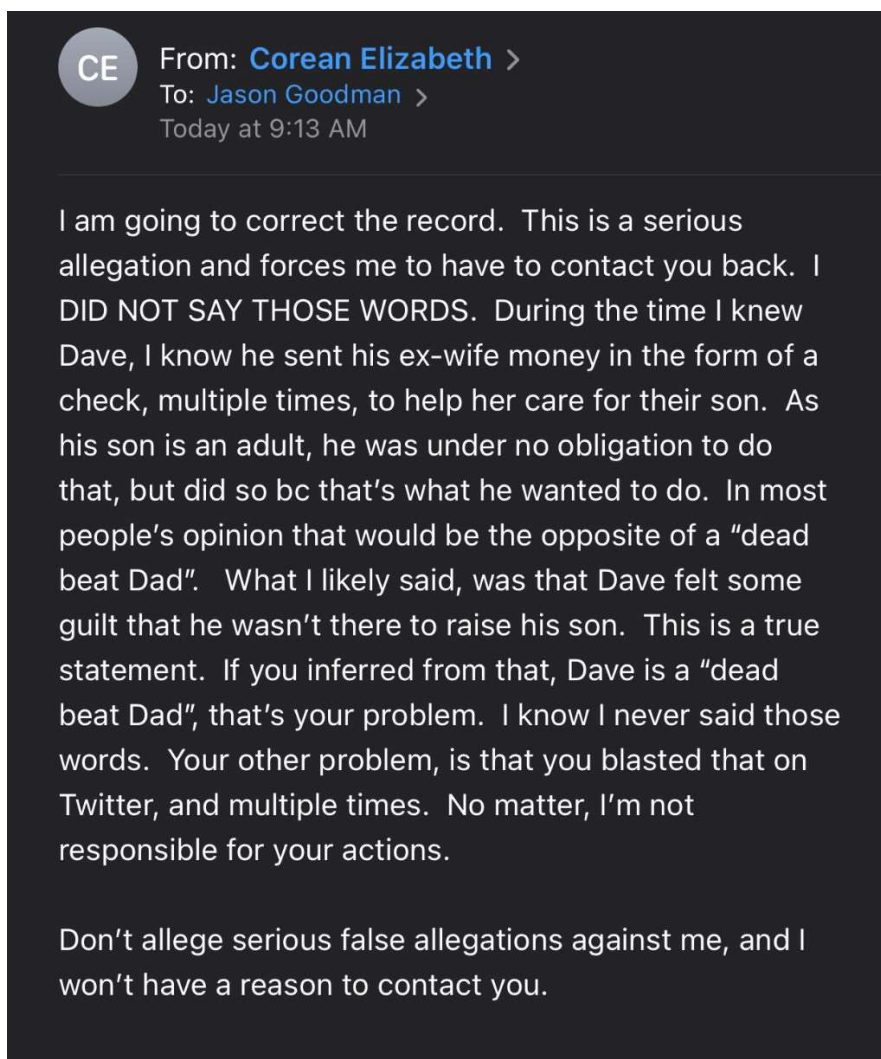 CE
From: Corean Elizabeth >
To: Jason Goodman >
Today at 9:13 AM
I am going to correct the record.  This is a serious
allegation and forces me to have to contact you back.  I
DID NOT SAY THOSE WORDS.  During the time I knew
Dave, I know he sent his ex-wife money in the form of a
check, multiple times, to help her care for their son.  As
his son is an adult, he was under no obligation to do
that, but did so bc that’s what he wanted to do.  In most
people’s opinion that would be the opposite of a “dead
beat Dad”.   What I likely said, was that Dave felt some
guilt that he wasn’t there to raise his son.  This is a true
statement.  If you inferred from that, Dave is a “dead
beat Dad”, that’s your problem.  I know I never said those
words.  Your other problem, is that you blasted that on
Twitter, and multiple times.  No matter, I’m not
responsible for your actions.
Don’t allege serious false allegations against me, and I
won’t have a reason to contact you.